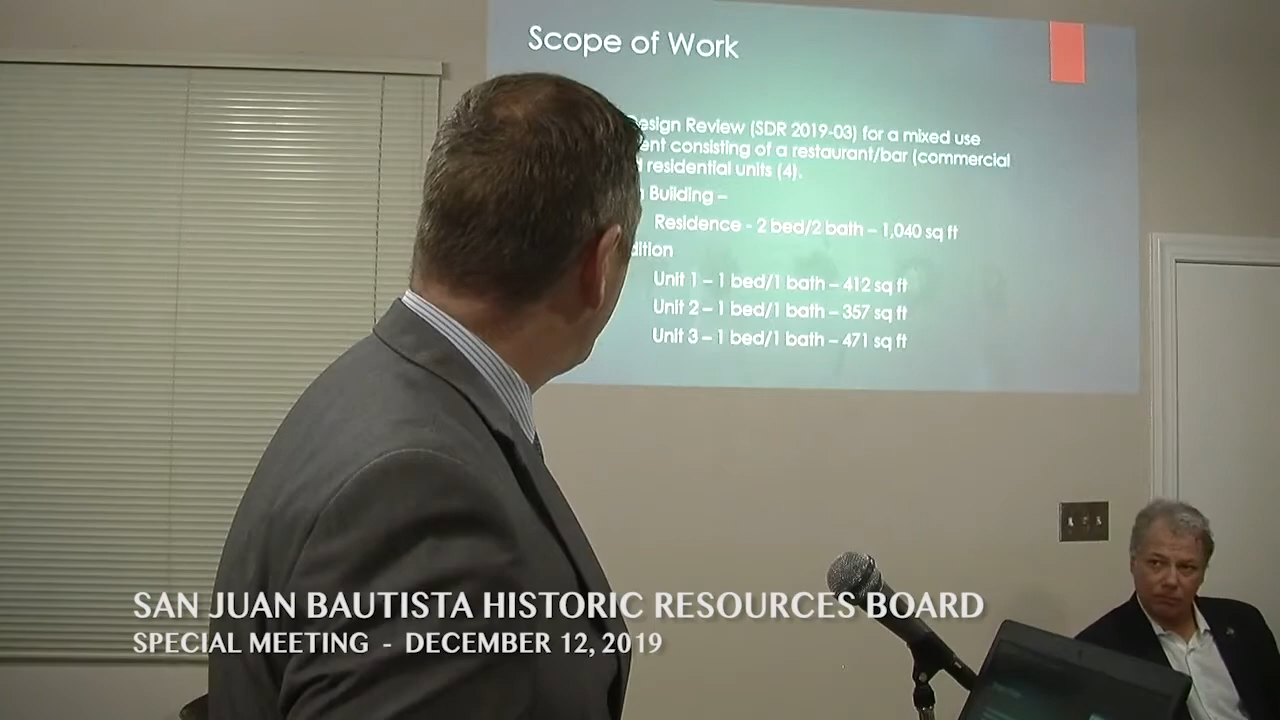 Scope of Work
esign Review (SDR 2019-03) for a mixed use
ent consisting of a restaurant/bar (commercial
residential units (4).
Building –
Residence - 2 bed/2 bath – 1,040 sq ft
dition
Unit 1 – 1 bed/1 bath – 412 sq ft
Unit 2 – 1 bed/1 bath – 357 sq ft
Unit 3 – 1 bed/1 bath – 471 sq ft
SAN JUAN BAUTISTA HISTORIC RESOURCES BOARD
SPECIAL MEETING - DECEMBER 12, 2019